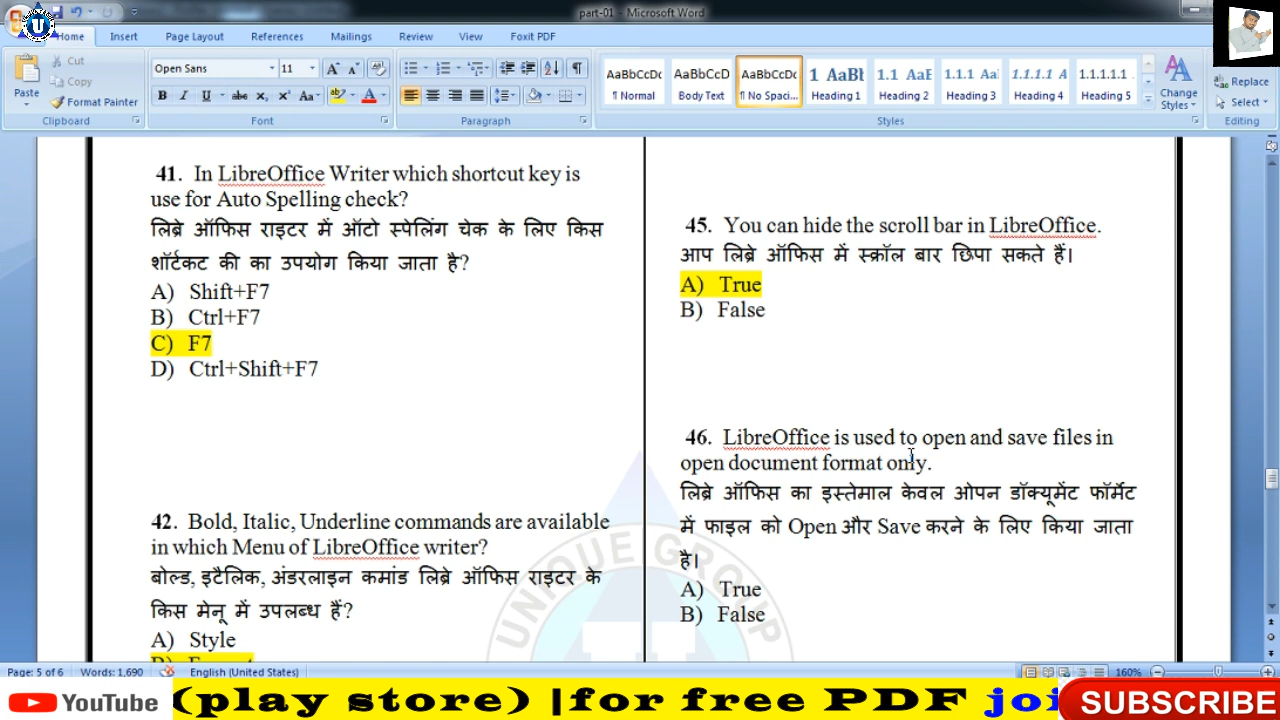 part-01 - Microsoft Word
Home Insert Page Layout References Mailings Review View Foxit PDF
Paste
Cut
Copy
Format Painter
Clipboard
Open Sans 11
Font
Paragraph
AaBbCcDc AaBbCcD AaBbCcDc 1 AaBl 1.1 AaE 1.1.1 Aa 1.1.1.1 A 1.1.1.1.1
¶ Normal Body Text ¶ No Spaci... Heading 1 Heading 2 Heading 3 Heading 4 Heading 5
Change Styles
Styles
Replace
Select
Editing
41. In LibreOffice Writer which shortcut key is
use for Auto Spelling check?
लिब्रे ऑफिस राइटर में ऑटो स्पेलिंग चेक के लिए किस
शॉर्टकट की का उपयोग किया जाता है?
A) Shift+F7
B) Ctrl+F7
C) F7
D) Ctrl+Shift+F7
42. Bold, Italic, Underline commands are available
in which Menu of LibreOffice writer?
बोल्ड, इटैलिक, अंडरलाइन कमांड लिब्रे ऑफिस राइटर के
किस मेनू में उपलब्ध हैं?
A) Style
45. You can hide the scroll bar in LibreOffice.
आप लिब्रे ऑफिस में स्क्रॉल बार छिपा सकते हैं।
A) True
B) False
46. LibreOffice is used to open and save files in
open document format only.
लिब्रे ऑफिस का इस्तेमाल केवल ओपन डॉक्यूमेंट फॉर्मेट
में फाइल को Open और Save करने के लिए किया जाता
है।
A) True
B) False
UNIQUE GROUP
Page: 5 of 6 Words: 1,690 English (United States) 160%
YouTube (play store) |for free PDF joi SUBSCRIBE